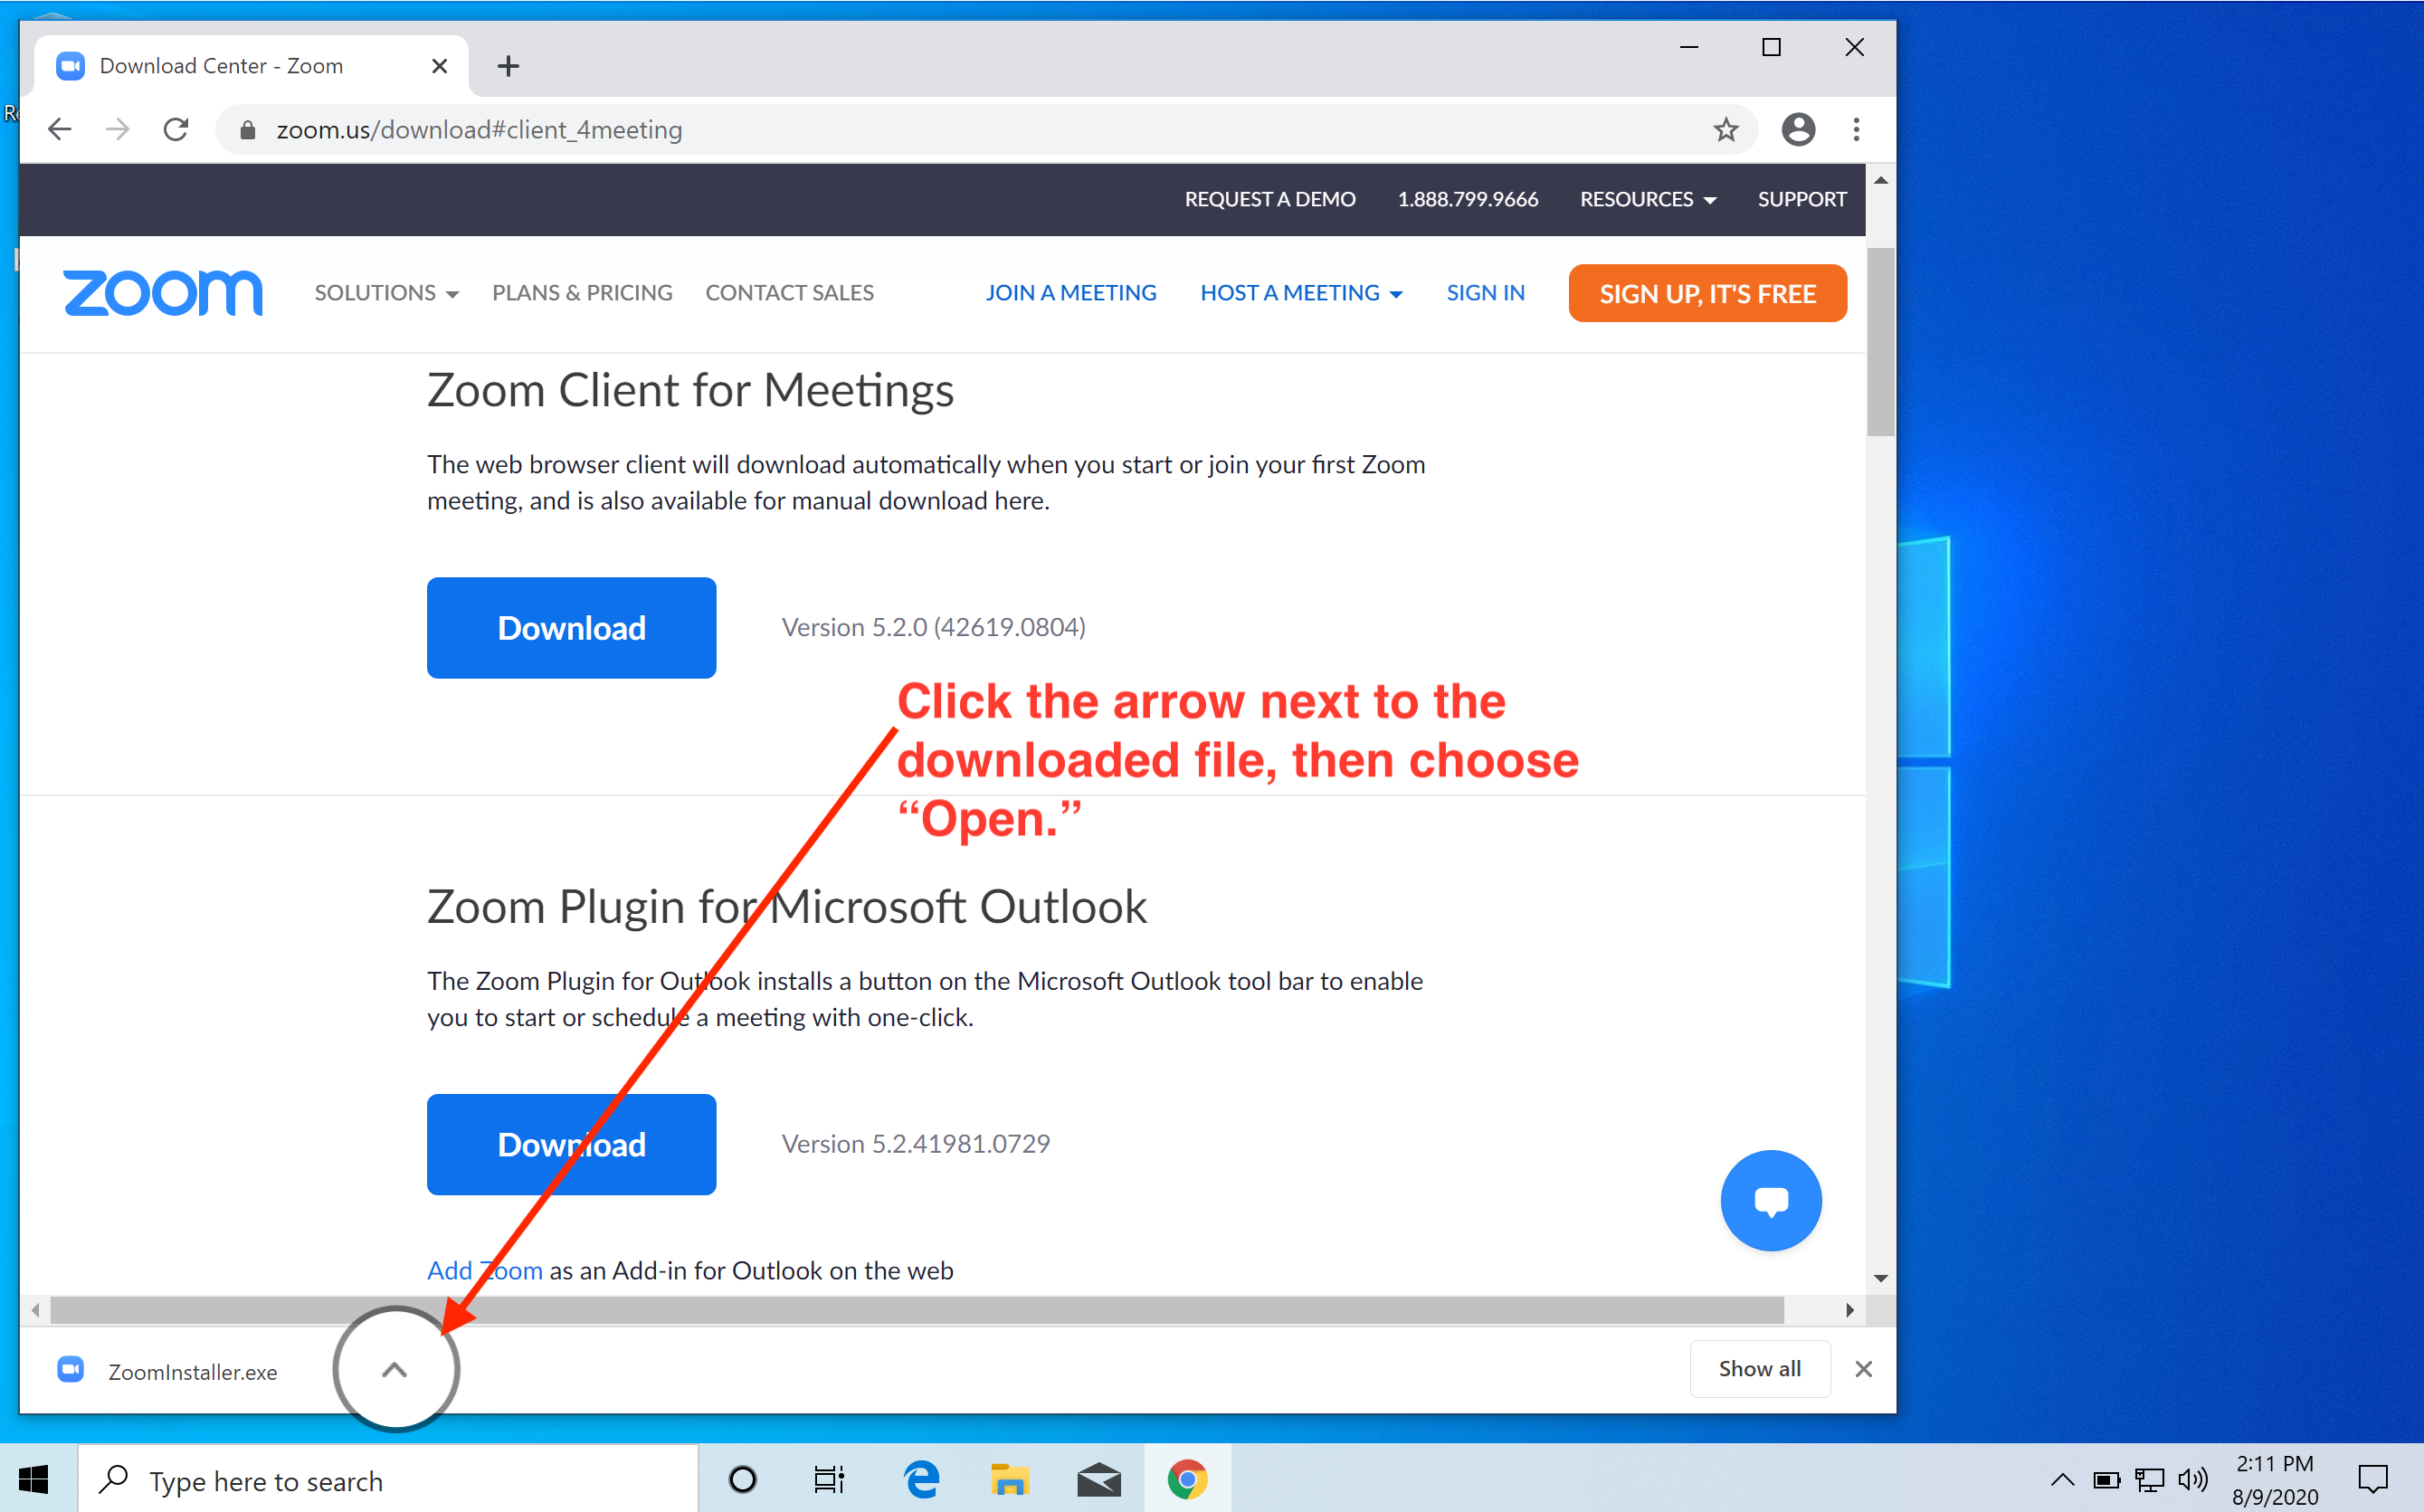 Download Center - Zoom
Re
zoom.us/download#client_4meeting
REQUEST A DEMO 1.888.799.9666 RESOURCES SUPPORT
zoom SOLUTIONS PLANS & PRICING CONTACT SALES JOIN A MEETING HOST A MEETING SIGN IN SIGN UP, IT'S FREE
Zoom Client for Meetings
The web browser client will download automatically when you start or join your first Zoom
meeting, and is also available for manual download here.
Download Version 5.2.0 (42619.0804)
Click the arrow next to the
downloaded file, then choose
“Open.”
Zoom Plugin for Microsoft Outlook
The Zoom Plugin for Outlook installs a button on the Microsoft Outlook tool bar to enable
you to start or schedule a meeting with one-click.
Download Version 5.2.41981.0729
Add Zoom as an Add-in for Outlook on the web
ZoomInstaller.exe Show all
Type here to search
2:11 PM
8/9/2020